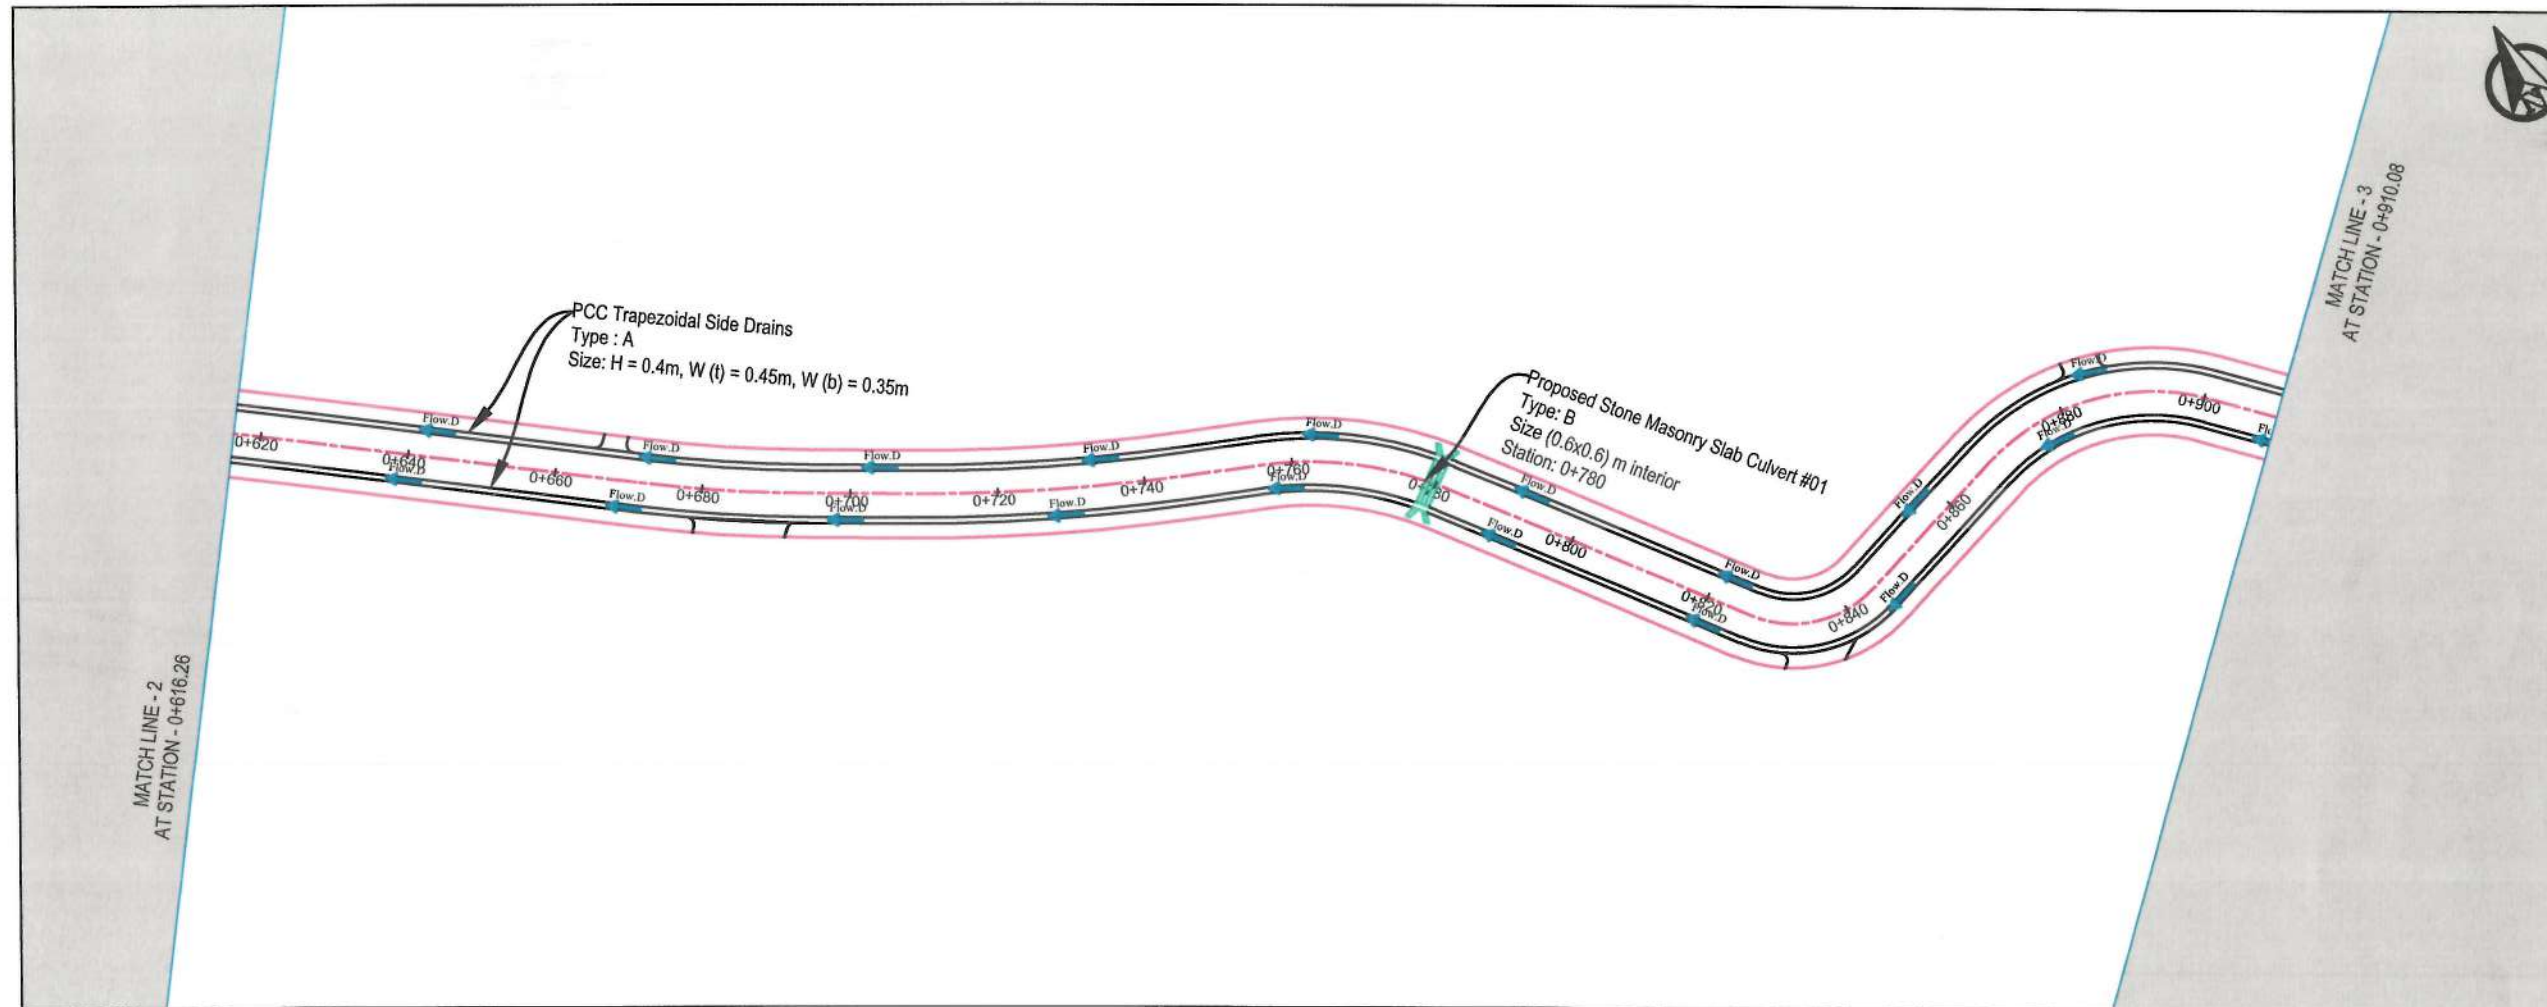 PCC Trapezoidal Side Drains
Type : A
Size: H = 0.4m, W (t) = 0.45m, W (b) = 0.35m
Proposed Stone Masonry Slab Culvert #01
Type: B
Size (0.6x0.6) m interior
Station: 0+780
MATCH LINE - 3
AT STATION - 0+910.08
MATCH LINE - 2
AT STATION - 0+616.26
Flow.D
Flow.D
Flow.D
Flow.D
Flow.D
Flow.D
Flow.D
Flow.D
Flow.D
0+620
0+640
0+660
0+680
0+700
0+720
0+740
0+760
0+780
0+800
0+820
0+840
0+860
0+880
0+900
Flow.D
Flow.D
Flow.D
Flow.D
Flow.D
Flow.D
Flow.D
Flow.D
Flow.D